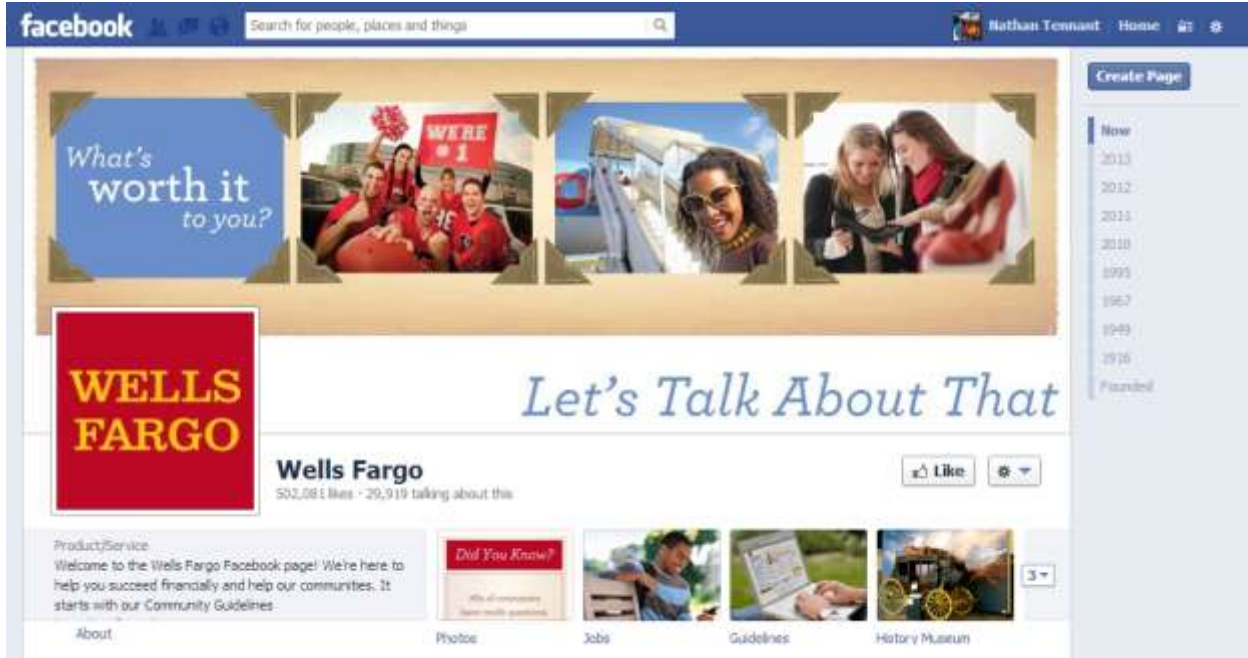 facebook
Search for people, places and things
Nathan Tennant
Home
Create Page
What's
worth it
to you?
WE'RE
#1
Now
2013
2012
2011
2010
1995
1967
1949
1916
Founded
WELLS
FARGO
Let's Talk About That
Wells Fargo
502,081 likes · 29,919 talking about this
Like
Product/Service
Welcome to the Wells Fargo Facebook page! We're here to
help you succeed financially and help our communities. It
starts with our Community Guidelines
About
Did You Know?
3
Photos
Jobs
Guidelines
History Museum